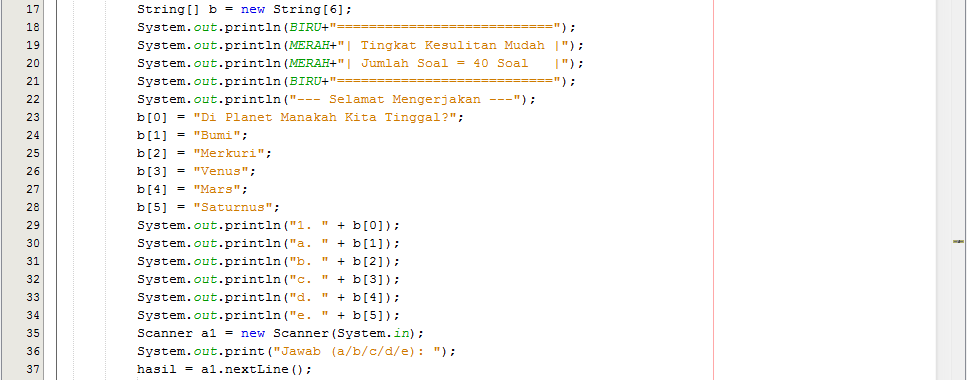 17 String[] b = new String[6];
18 System.out.println(BIRU+"===========================");
19 System.out.println(MERAH+"| Tingkat Kesulitan Mudah |");
20 System.out.println(MERAH+"| Jumlah Soal = 40 Soal   |");
21 System.out.println(BIRU+"===========================");
22 System.out.println("--- Selamat Mengerjakan ---");
23 b[0] = "Di Planet Manakah Kita Tinggal?";
24 b[1] = "Bumi";
25 b[2] = "Merkuri";
26 b[3] = "Venus";
27 b[4] = "Mars";
28 b[5] = "Saturnus";
29 System.out.println("1. " + b[0]);
30 System.out.println("a. " + b[1]);
31 System.out.println("b. " + b[2]);
32 System.out.println("c. " + b[3]);
33 System.out.println("d. " + b[4]);
34 System.out.println("e. " + b[5]);
35 Scanner a1 = new Scanner(System.in);
36 System.out.print("Jawab (a/b/c/d/e): ");
37 hasil = a1.nextLine();